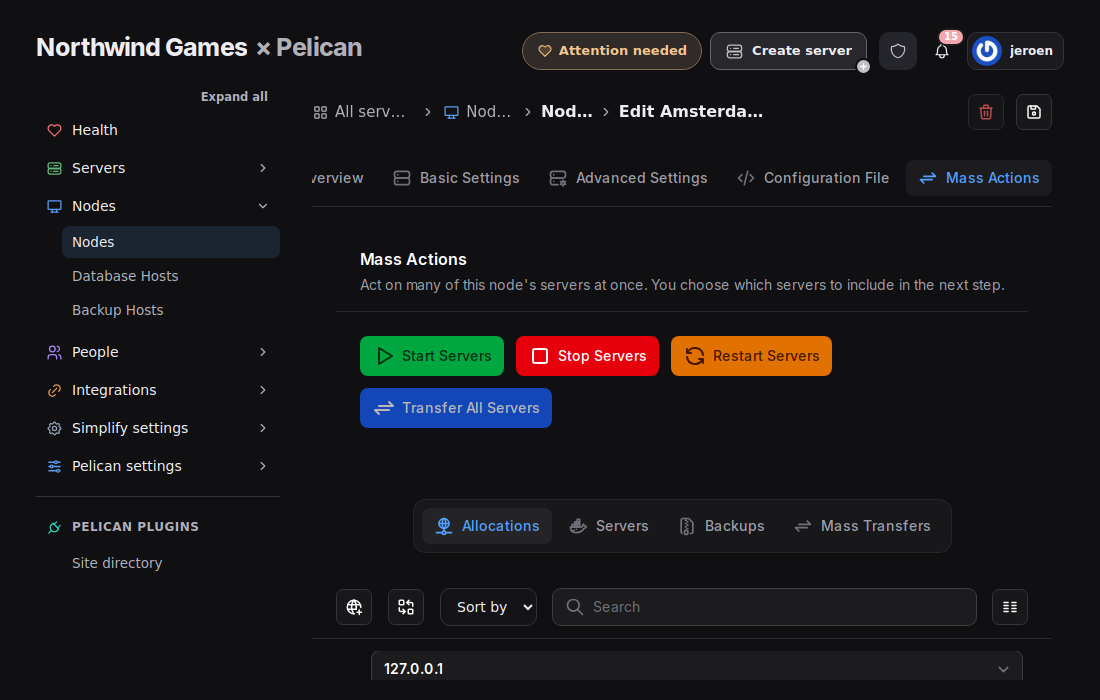 Northwind Games × Pelican
Attention needed
Create server
15
jeroen
Expand all
Health
Servers
Nodes
Nodes
Database Hosts
Backup Hosts
People
Integrations
Simplify settings
Pelican settings
PELICAN PLUGINS
Site directory
All serv... > Nod... > Nod... > Edit Amsterda...
verview Basic Settings Advanced Settings Configuration File Mass Actions
Mass Actions
Act on many of this node's servers at once. You choose which servers to include in the next step.
Start Servers Stop Servers Restart Servers
Transfer All Servers
Allocations Servers Backups Mass Transfers
Sort by Search
127.0.0.1